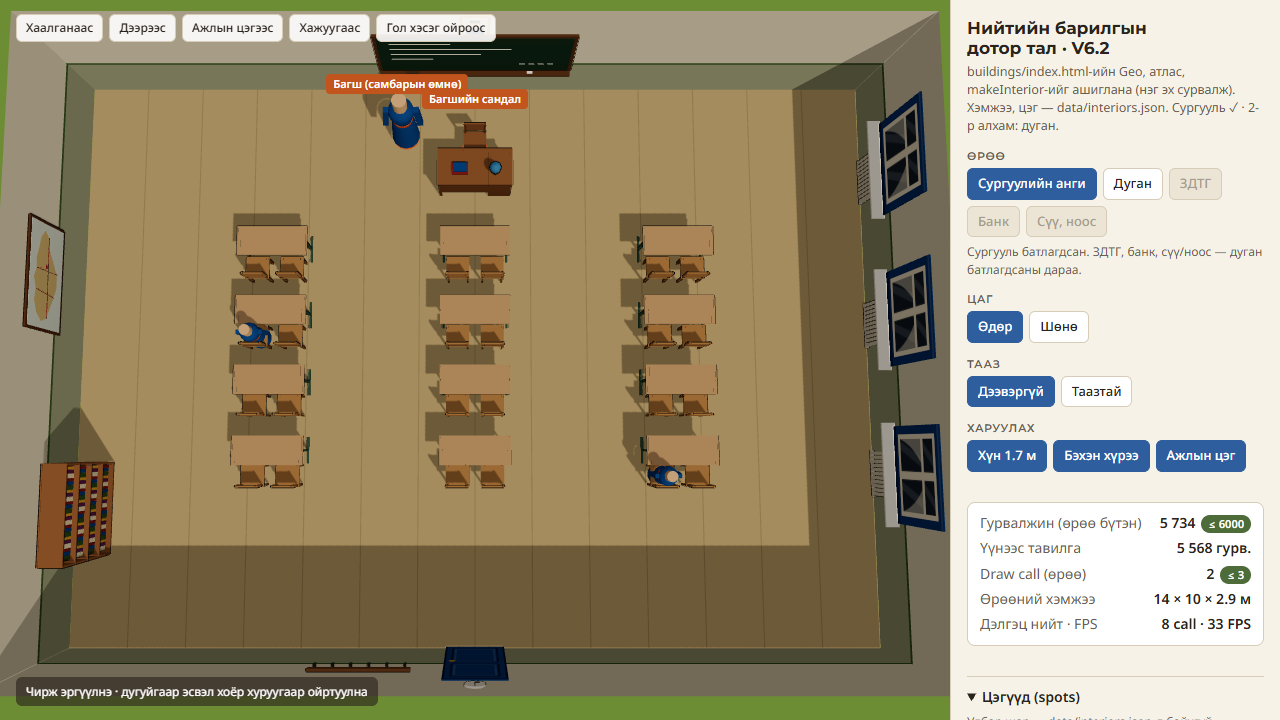 Хаалганаас
Дээрээс
Ажлын цэгээс
Хажуугаас
Гол хэсэг ойроос
Багш (самбарын өмнө)
Багшийн сандал
Чирж эргүүлнэ · дугуйгаар эсвэл хоёр хуруугаар ойртуулна
Нийтийн барилгын
дотор тал · V6.2
buildings/index.html-ийн Geo, атлас,
makeInterior-ийг ашиглана (нэг эх сурвалж).
Хэмжээ, цэг — data/interiors.json. Сургууль ✓ · 2-
р алхам: дуган.
ӨРӨӨ
Сургуулийн анги
Дуган
ЗДТГ
Банк
Сүү, ноос
Сургууль батлагдсан. ЗДТГ, банк, сүү/ноос — дуган
батлагдсаны дараа.
ЦАГ
Өдөр
Шөнө
ТААЗ
Дээвэргүй
Таазтай
ХАРУУЛАХ
Хүн 1.7 м
Бэхэн хүрээ
Ажлын цэг
Гурвалжин (өрөө бүтэн) 5 734 ≤ 6000
Үүнээс тавилга 5 568 гурв.
Draw call (өрөө) 2 ≤ 3
Өрөөний хэмжээ 14 × 10 × 2.9 м
Дэлгэц нийт · FPS 8 call · 33 FPS
▼ Цэгүүд (spots)